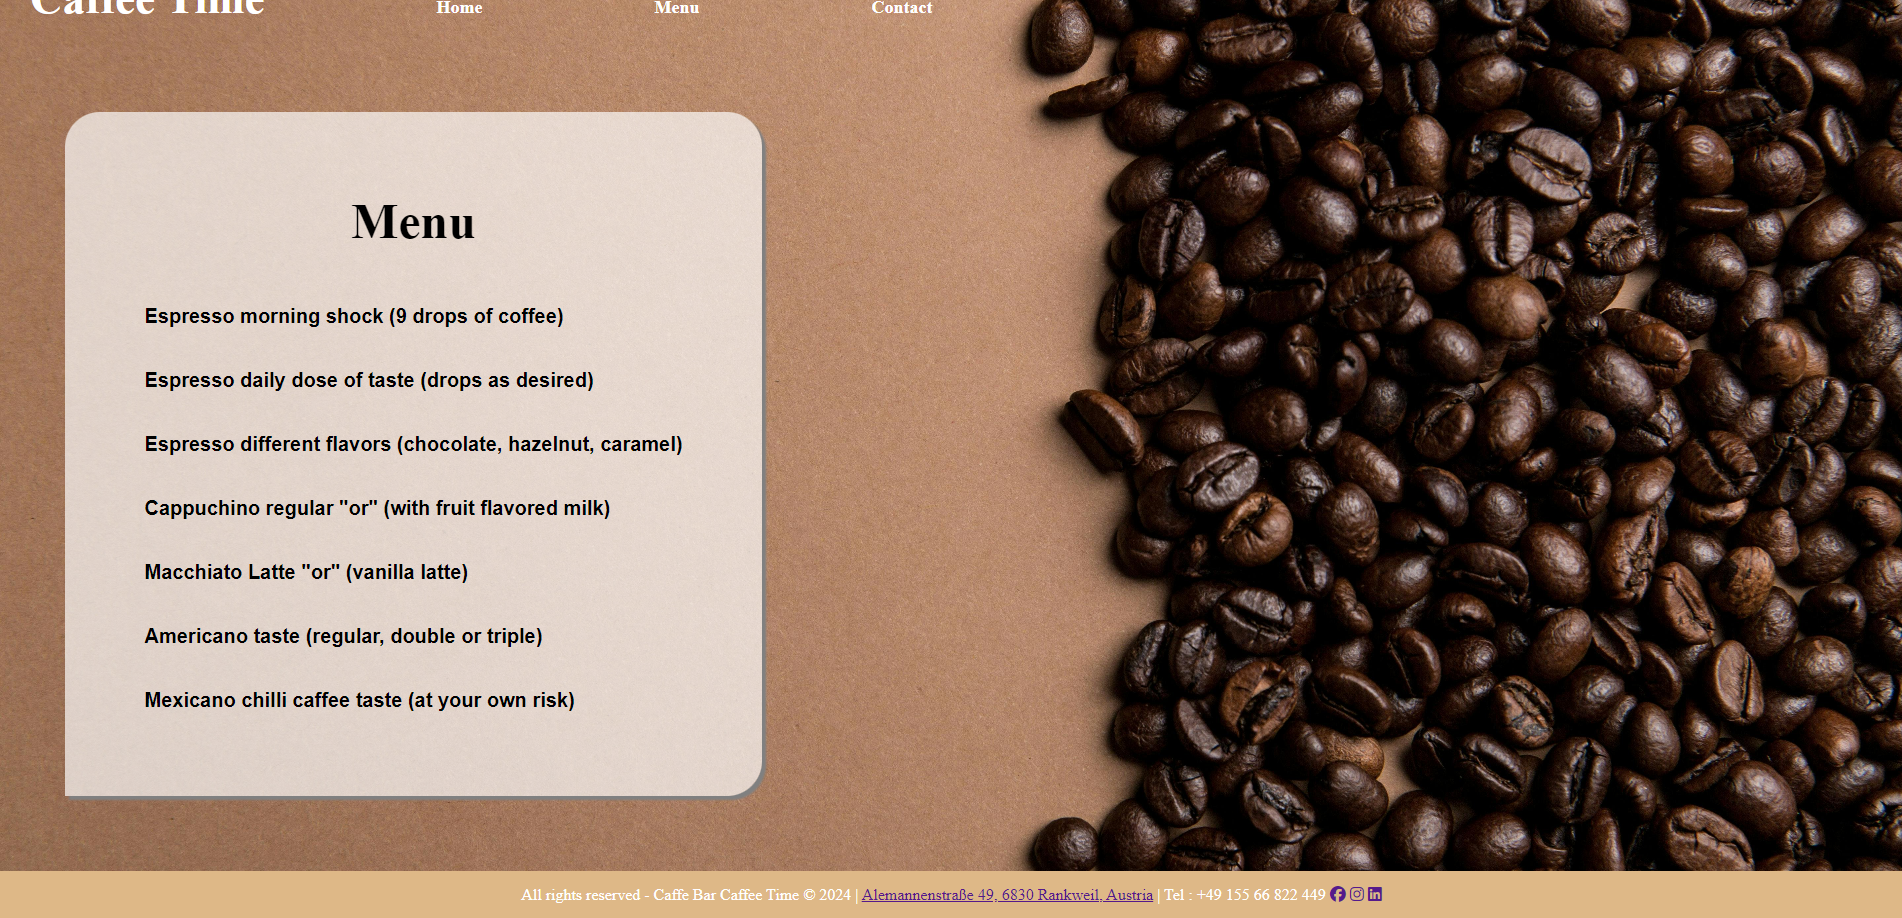 Caffee Time Home Menu Contact
Menu
Espresso morning shock (9 drops of coffee)
Espresso daily dose of taste (drops as desired)
Espresso different flavors (chocolate, hazelnut, caramel)
Cappuchino regular "or" (with fruit flavored milk)
Macchiato Latte "or" (vanilla latte)
Americano taste (regular, double or triple)
Mexicano chilli caffee taste (at your own risk)
All rights reserved - Caffe Bar Caffee Time © 2024 | Alemannenstraße 49, 6830 Rankweil, Austria | Tel : +49 155 66 822 449